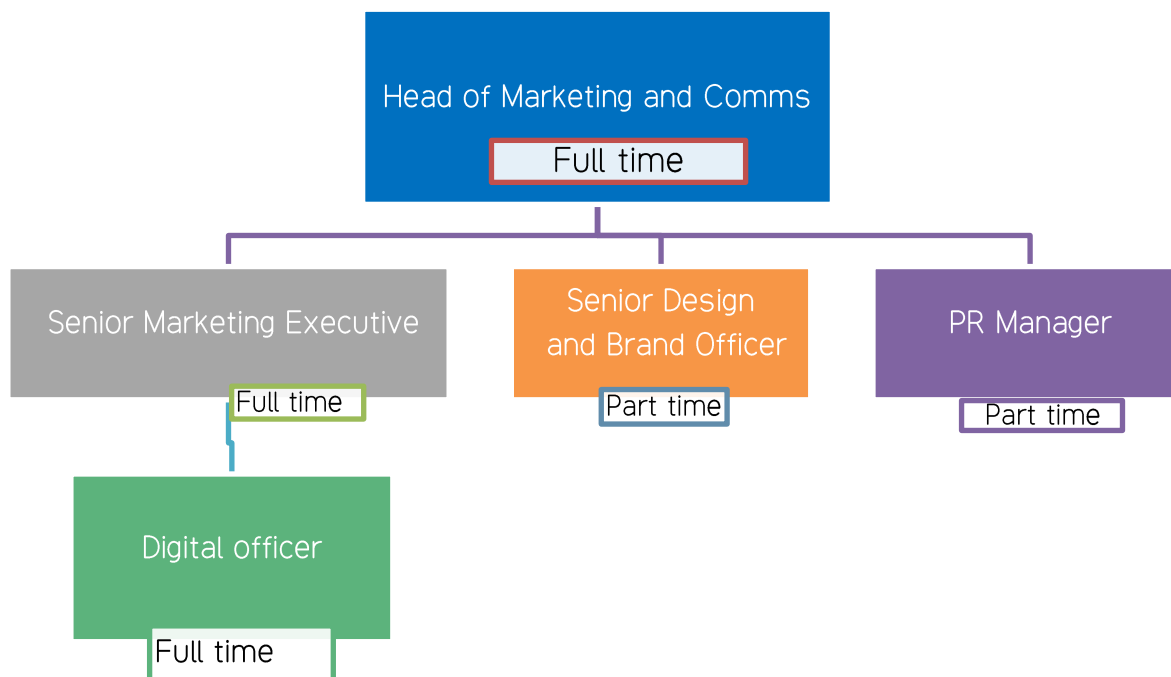 Head of Marketing and Comms
Full time
Senior Marketing Executive
Full time
Senior Design
and Brand Officer
Part time
PR Manager
Part time
Digital officer
Full time